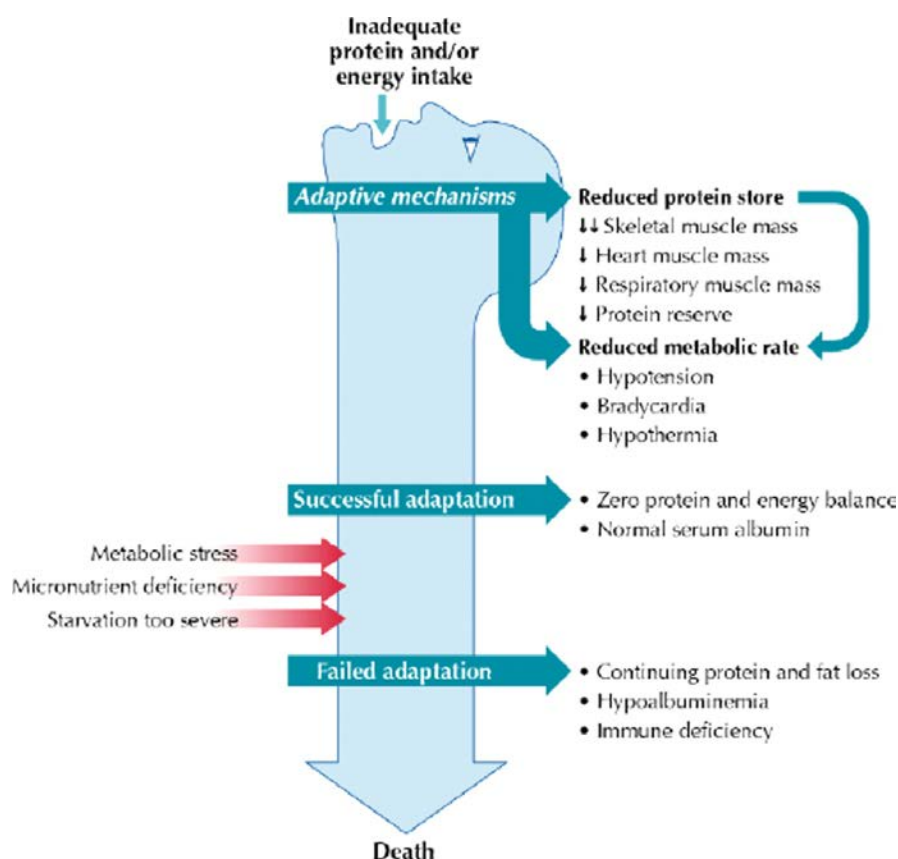 Inadequate
protein and/or
energy intake
Adaptive mechanisms
Reduced protein store
↓↓ Skeletal muscle mass
↓ Heart muscle mass
↓ Respiratory muscle mass
↓ Protein reserve
Reduced metabolic rate
• Hypotension
• Bradycardia
• Hypothermia
Successful adaptation
• Zero protein and energy balance
• Normal serum albumin
Metabolic stress
Micronutrient deficiency
Starvation too severe
Failed adaptation
• Continuing protein and fat loss
• Hypoalbuminemia
• Immune deficiency
Death